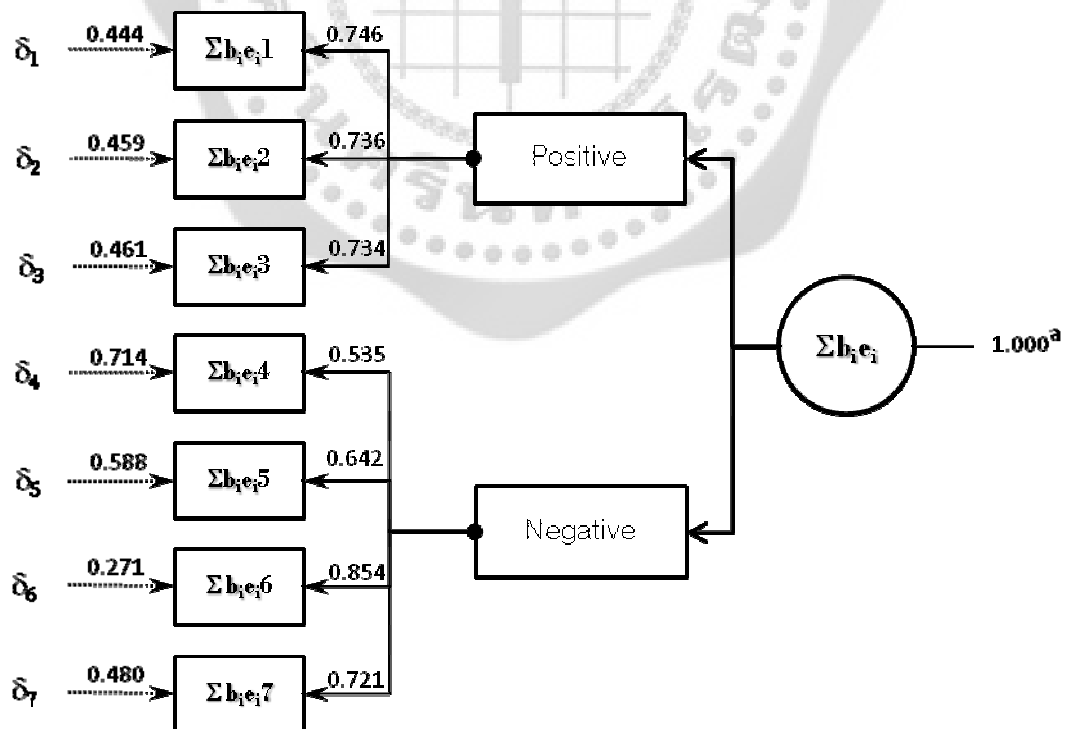 δ1 0.444 Σbiei1 0.746
δ2 0.459 Σbiei2 0.736 Positive
δ3 0.461 Σbiei3 0.734
Σbiei 1.000a
δ4 0.714 Σbiei4 0.535
δ5 0.588 Σbiei5 0.642
Negative
δ6 0.271 Σbiei6 0.854
δ7 0.480 Σbiei7 0.721